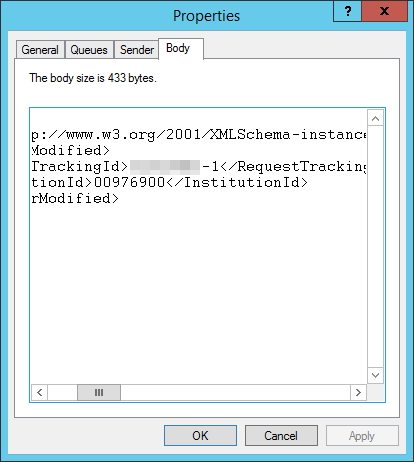 Properties
?
General Queues Sender Body
The body size is 433 bytes.
p://www.w3.org/2001/XMLSchema-instance
Modified>
TrackingId> -1</RequestTracking
tionId>00976900</InstitutionId>
rModified>
OK Cancel Apply